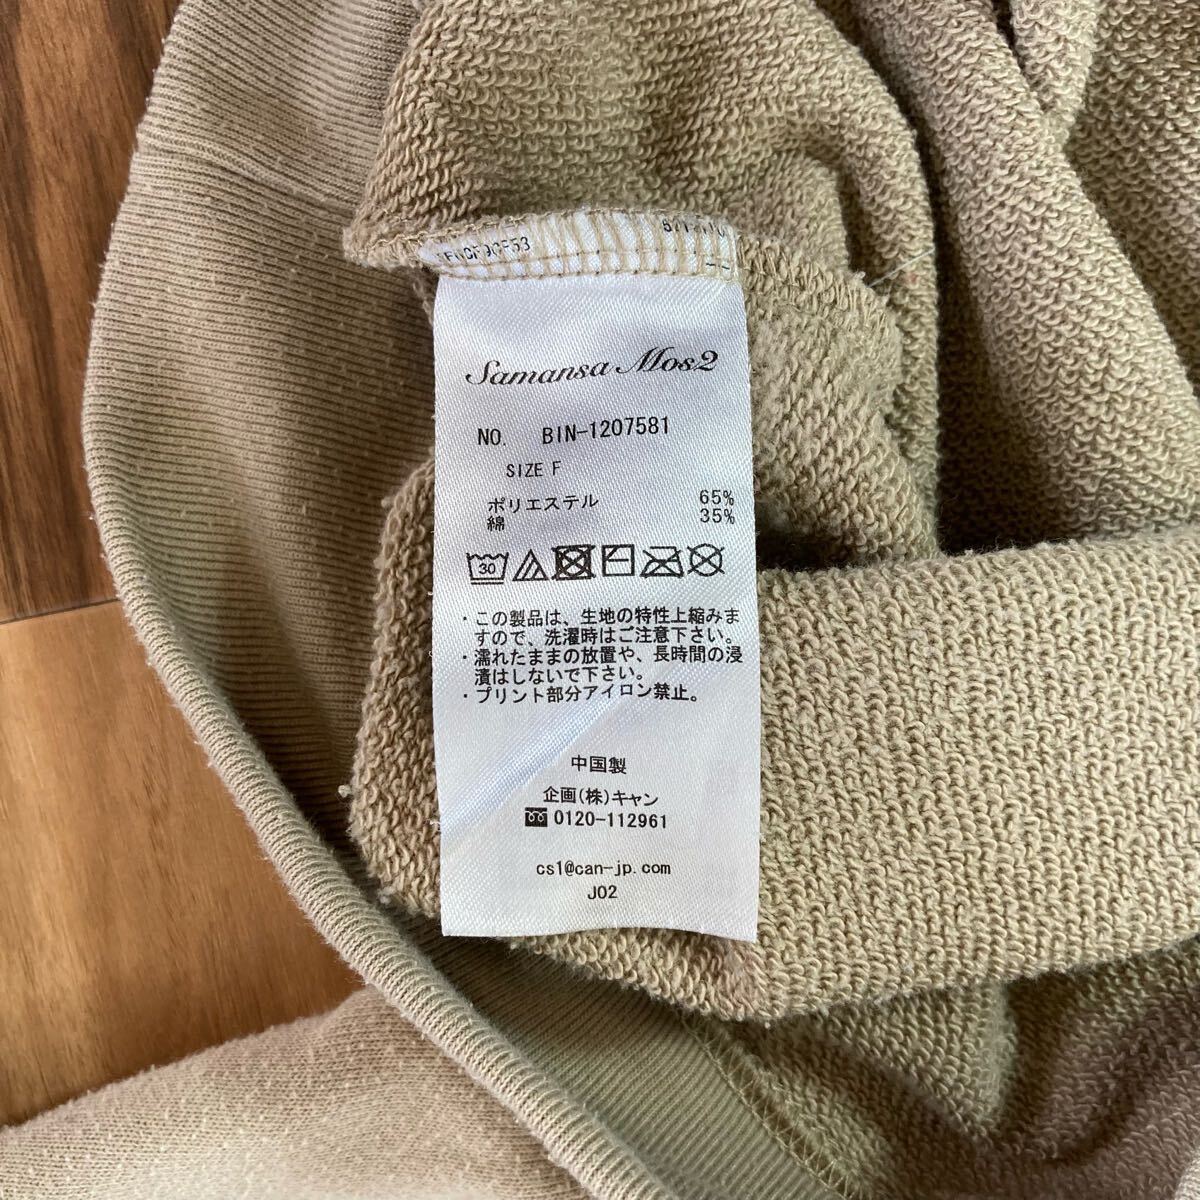 Samansa Mos2
NO. BIN-1207581
SIZE F
ポリエステル 65%
綿 35%
30
・この製品は、生地の特性上縮みま
すので、洗濯時はご注意下さい。
・濡れたままの放置や、長時間の浸
漬はしないで下さい。
・プリント部分アイロン禁止。
中国製
企画(株)キャン
0120-112961
cs1@can-jp.com
J02